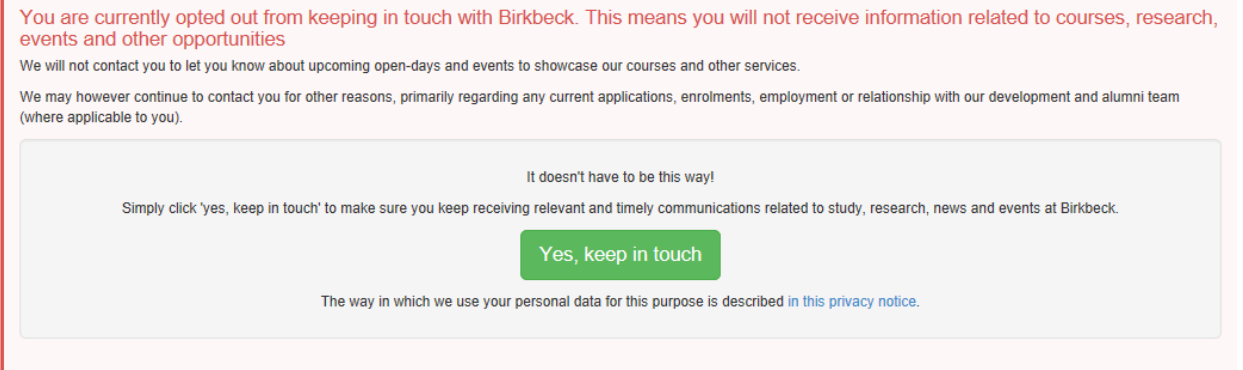 You are currently opted out from keeping in touch with Birkbeck. This means you will not receive information related to courses, research,
events and other opportunities
We will not contact you to let you know about upcoming open-days and events to showcase our courses and other services.
We may however continue to contact you for other reasons, primarily regarding any current applications, enrolments, employment or relationship with our development and alumni team
(where applicable to you).
It doesn't have to be this way!
Simply click 'yes, keep in touch' to make sure you keep receiving relevant and timely communications related to study, research, news and events at Birkbeck.
Yes, keep in touch
The way in which we use your personal data for this purpose is described in this privacy notice.